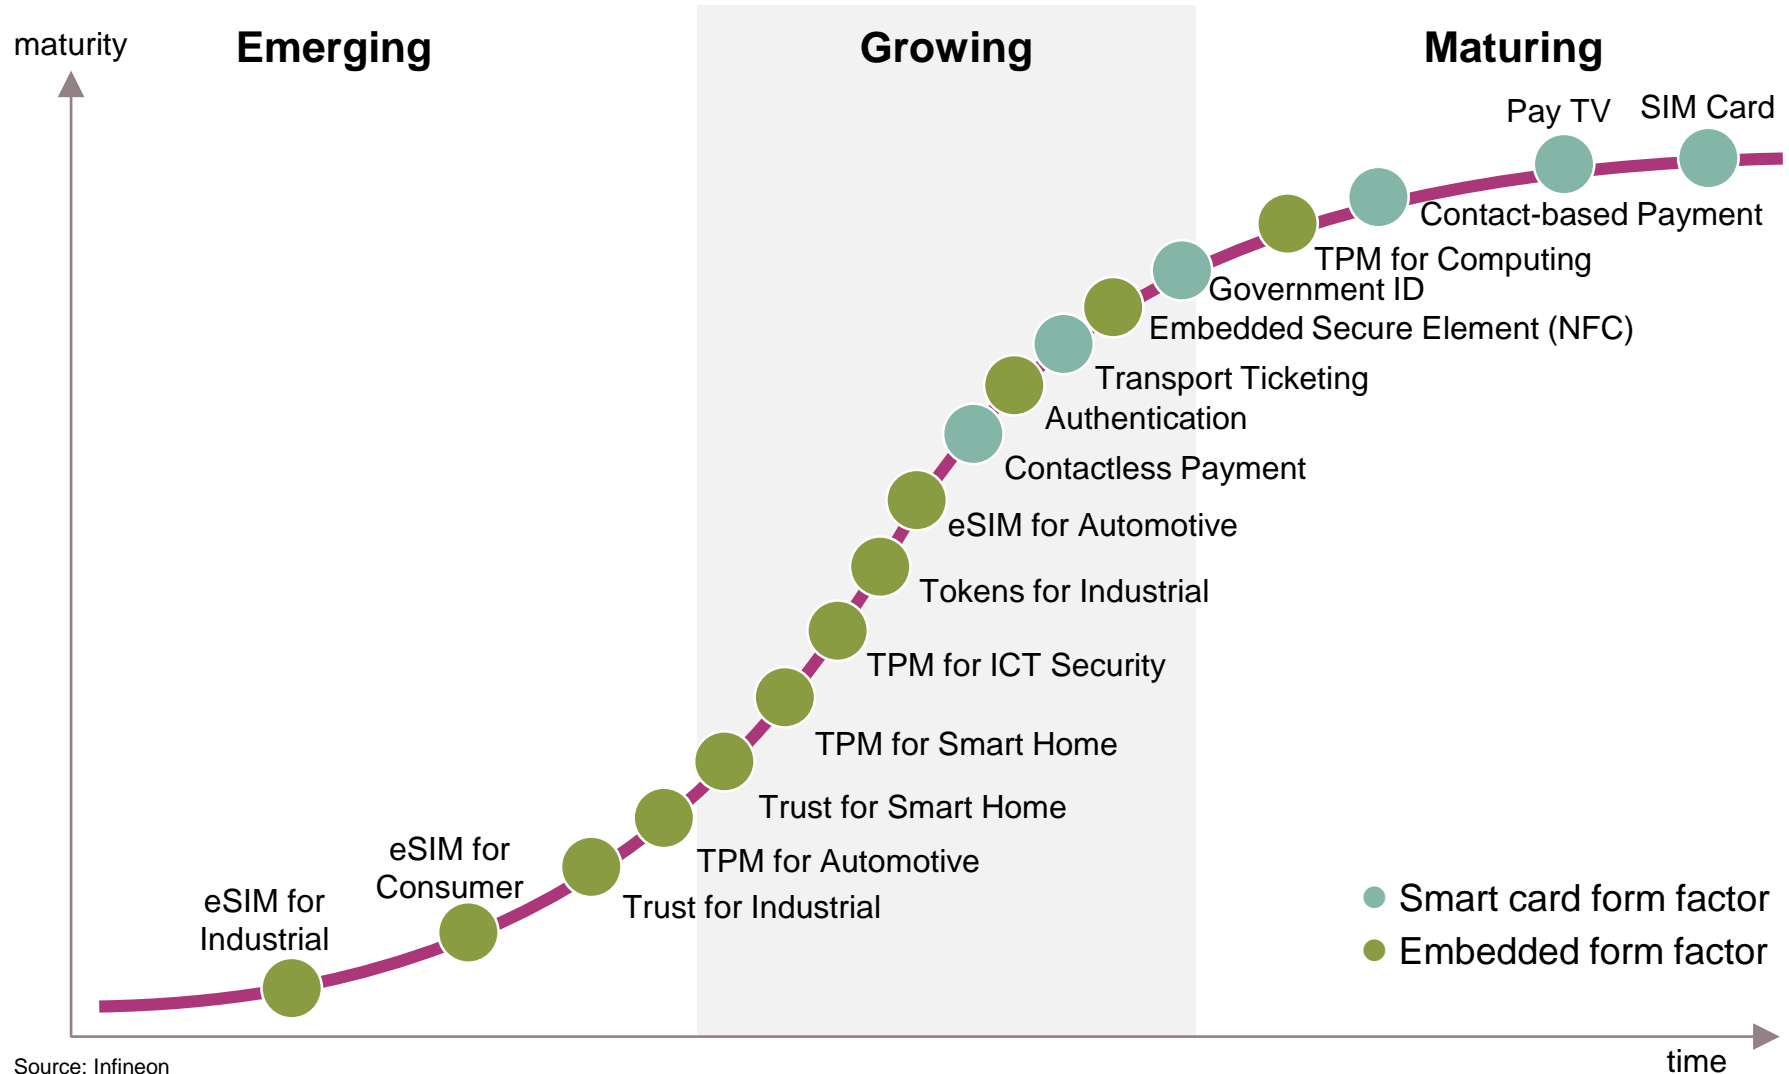 maturity
Emerging
Growing
Maturing
Pay TV
SIM Card
Contact-based Payment
TPM for Computing
Government ID
Embedded Secure Element (NFC)
Transport Ticketing
Authentication
Contactless Payment
eSIM for Automotive
Tokens for Industrial
TPM for ICT Security
TPM for Smart Home
Trust for Smart Home
TPM for Automotive
Trust for Industrial
eSIM for
Consumer
eSIM for
Industrial
Smart card form factor
Embedded form factor
time
Source: Infineon